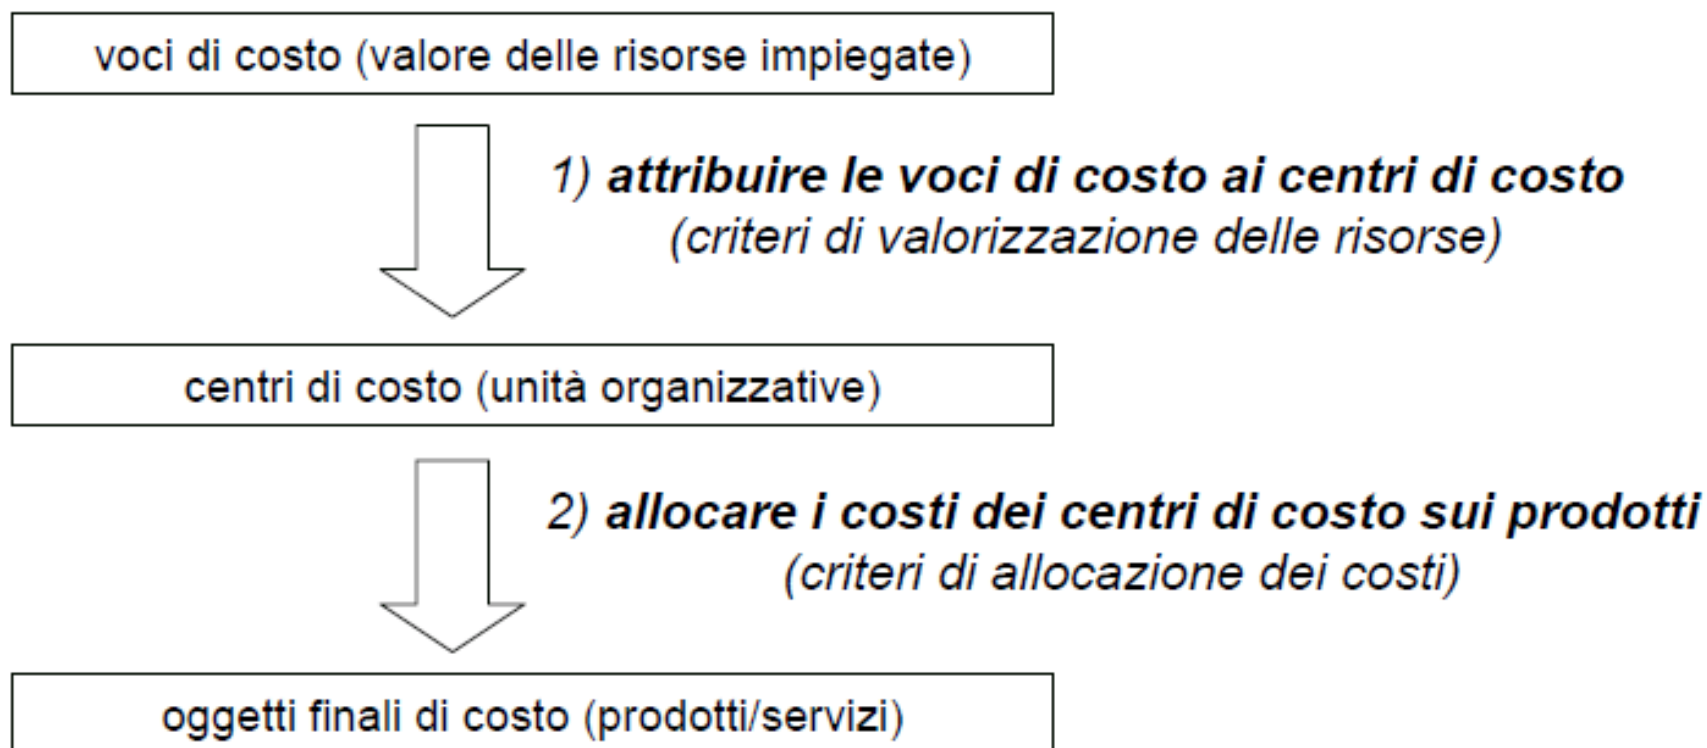 voci di costo (valore delle risorse impiegate)
1) attribuire le voci di costo ai centri di costo
(criteri di valorizzazione delle risorse)
centri di costo (unità organizzative)
2) allocare i costi dei centri di costo sui prodotti
(criteri di allocazione dei costi)
oggetti finali di costo (prodotti/servizi)